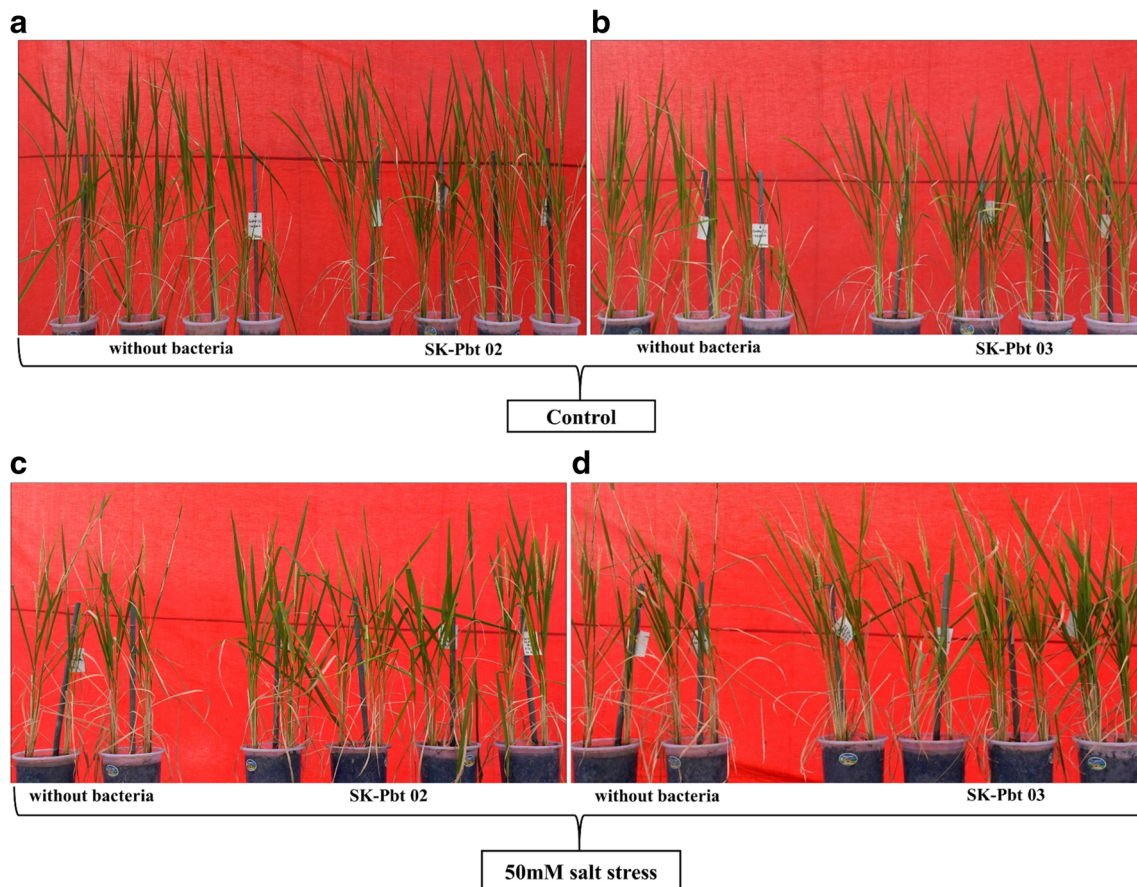 a
b
without bacteria
SK-Pbt 02
without bacteria
SK-Pbt 03
Control
c
d
without bacteria
SK-Pbt 02
without bacteria
SK-Pbt 03
50mM salt stress